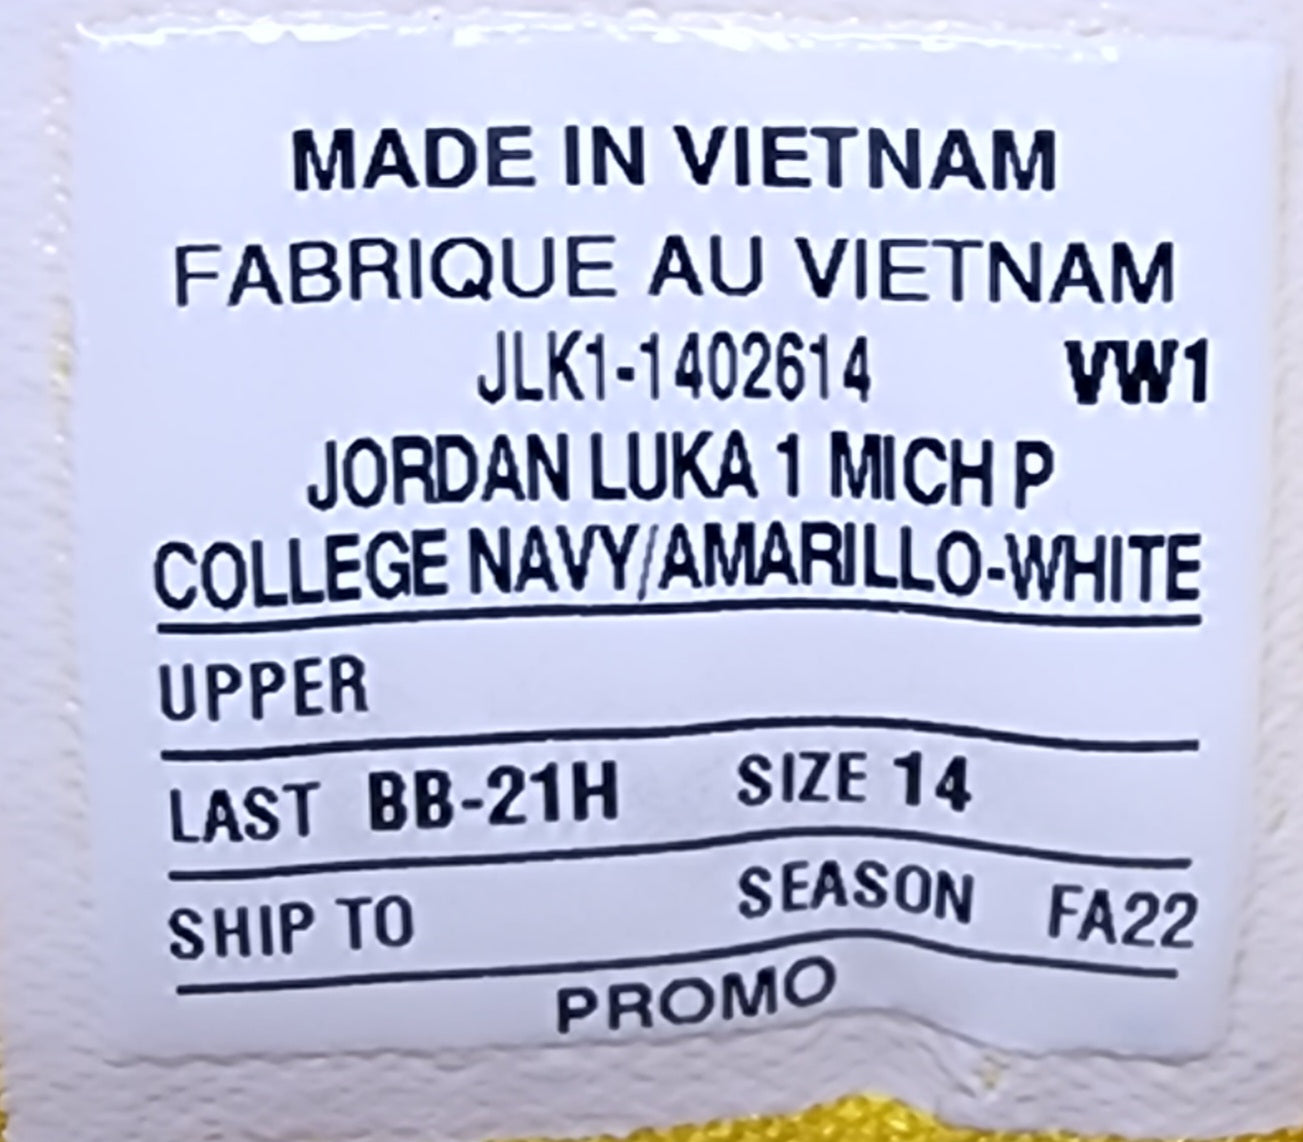 MADE IN VIETNAM
FABRIQUE AU VIETNAM
JLK1-1402614 VW1
JORDAN LUKA 1 MICH P
COLLEGE NAVY/AMARILLO-WHITE
UPPER
LAST BB-21H SIZE 14
SHIP TO SEASON FA22
PROMO